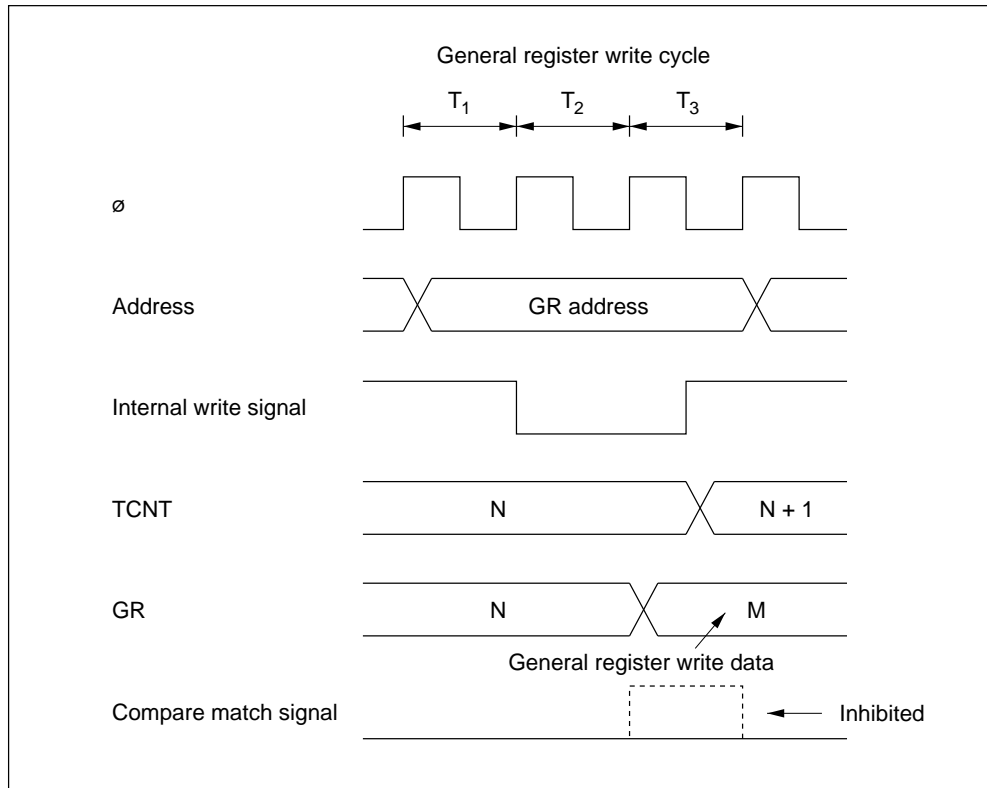 General register write cycle
T1 T2 T3
ø
Address GR address
Internal write signal
TCNT N N + 1
GR N M
General register write data
Compare match signal Inhibited